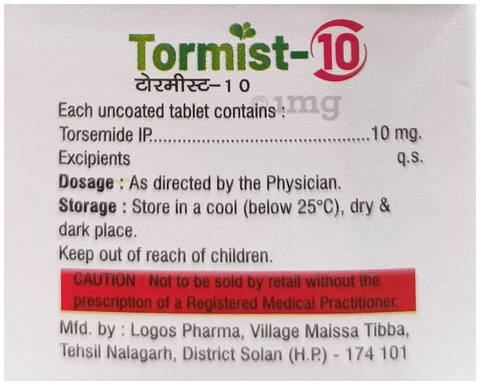 Tormist-10
टोरमीस्ट-10
1mg
Each uncoated tablet contains :
Torsemide IP..........................................10 mg.
Excipients q.s.
Dosage : As directed by the Physician.
Storage : Store in a cool (below 25°C), dry &
dark place.
Keep out of reach of children.
CAUTION : Not to be sold by retail without the
prescription of a Registered Medical Practitioner.
Mfd. by : Logos Pharma, Village Maissa Tibba,
Tehsil Nalagarh, District Solan (H.P.) - 174 101